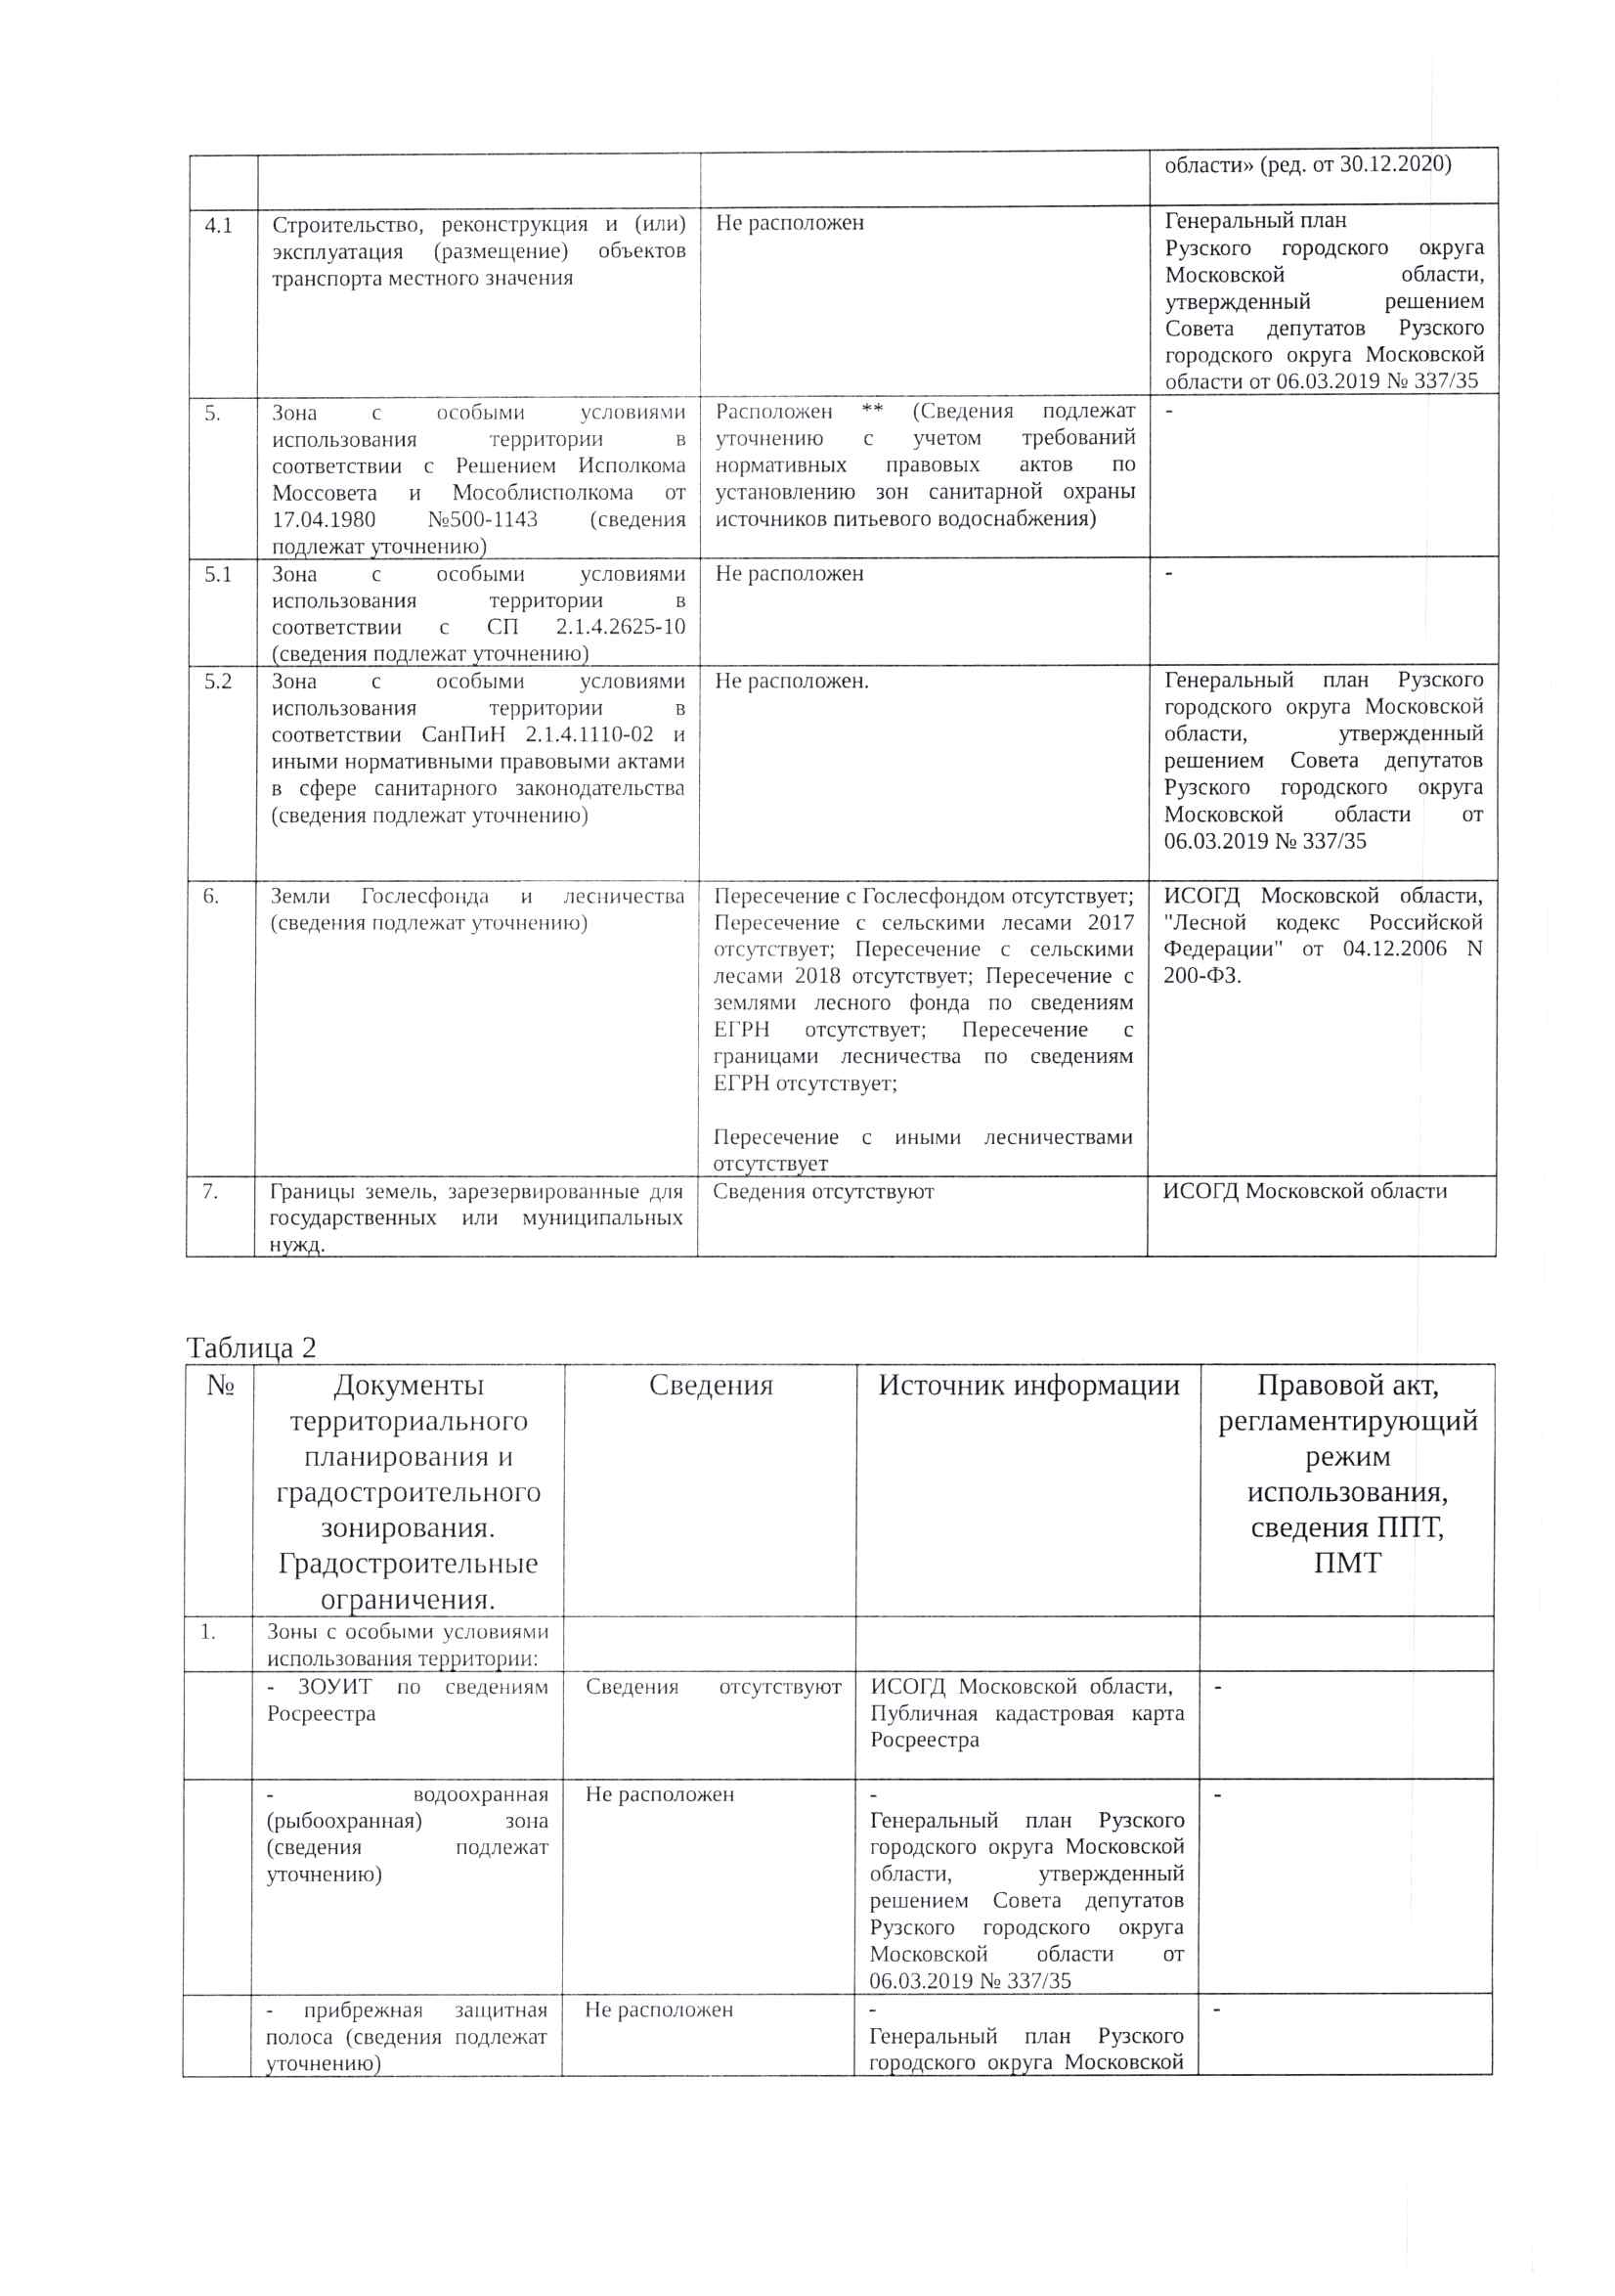 области» (ред. от 30.12.2020)
4.1
Строительство, реконструкция и (или)
эксплуатация (размещение) объектов
транспорта местного значения
Не расположен
Генеральный план
Рузского городского округа
Московской области,
утвержденный решением
Совета депутатов Рузского
городского округа Московской
области от 06.03.2019 № 337/35
5.
Зона с особыми условиями
использования территории в
соответствии с Решением Исполкома
Моссовета и Мособлисполкома от
17.04.1980 №500-1143 (сведения
подлежат уточнению)
Расположен ** (Сведения подлежат
уточнению с учетом требований
нормативных правовых актов по
установлению зон санитарной охраны
источников питьевого водоснабжения)
-
5.1
Зона с особыми условиями
использования территории в
соответствии с СП 2.1.4.2625-10
(сведения подлежат уточнению)
Не расположен
-
5.2
Зона с особыми условиями
использования территории в
соответствии СанПиН 2.1.4.1110-02 и
иными нормативными правовыми актами
в сфере санитарного законодательства
(сведения подлежат уточнению)
Не расположен.
Генеральный план Рузского
городского округа Московской
области, утвержденный
решением Совета депутатов
Рузского городского округа
Московской области от
06.03.2019 № 337/35
6.
Земли Гослесфонда и лесничества
(сведения подлежат уточнению)
Пересечение с Гослесфондом отсутствует;
Пересечение с сельскими лесами 2017
отсутствует; Пересечение с сельскими
лесами 2018 отсутствует; Пересечение с
землями лесного фонда по сведениям
ЕГРН отсутствует; Пересечение с
границами лесничества по сведениям
ЕГРН отсутствует;
Пересечение с иными лесничествами
отсутствует
ИСОГД Московской области,
"Лесной кодекс Российской
Федерации" от 04.12.2006 N
200-ФЗ.
7.
Границы земель, зарезервированные для
государственных или муниципальных
нужд.
Сведения отсутствуют
ИСОГД Московской области
Таблица 2
№
Документы
территориального
планирования и
градостроительного
зонирования.
Градостроительные
ограничения.
Сведения
Источник информации
Правовой акт,
регламентирующий
режим
использования,
сведения ППТ,
ПМТ
1.
Зоны с особыми условиями
использования территории:
- ЗОУИТ по сведениям
Росреестра
Сведения отсутствуют
ИСОГД Московской области,
Публичная кадастровая карта
Росреестра
-
- водоохранная
(рыбоохранная) зона
(сведения подлежат
уточнению)
Не расположен
-
Генеральный план Рузского
городского округа Московской
области, утвержденный
решением Совета депутатов
Рузского городского округа
Московской области от
06.03.2019 № 337/35
-
- прибрежная защитная
полоса (сведения подлежат
уточнению)
Не расположен
-
Генеральный план Рузского
городского округа Московской
-